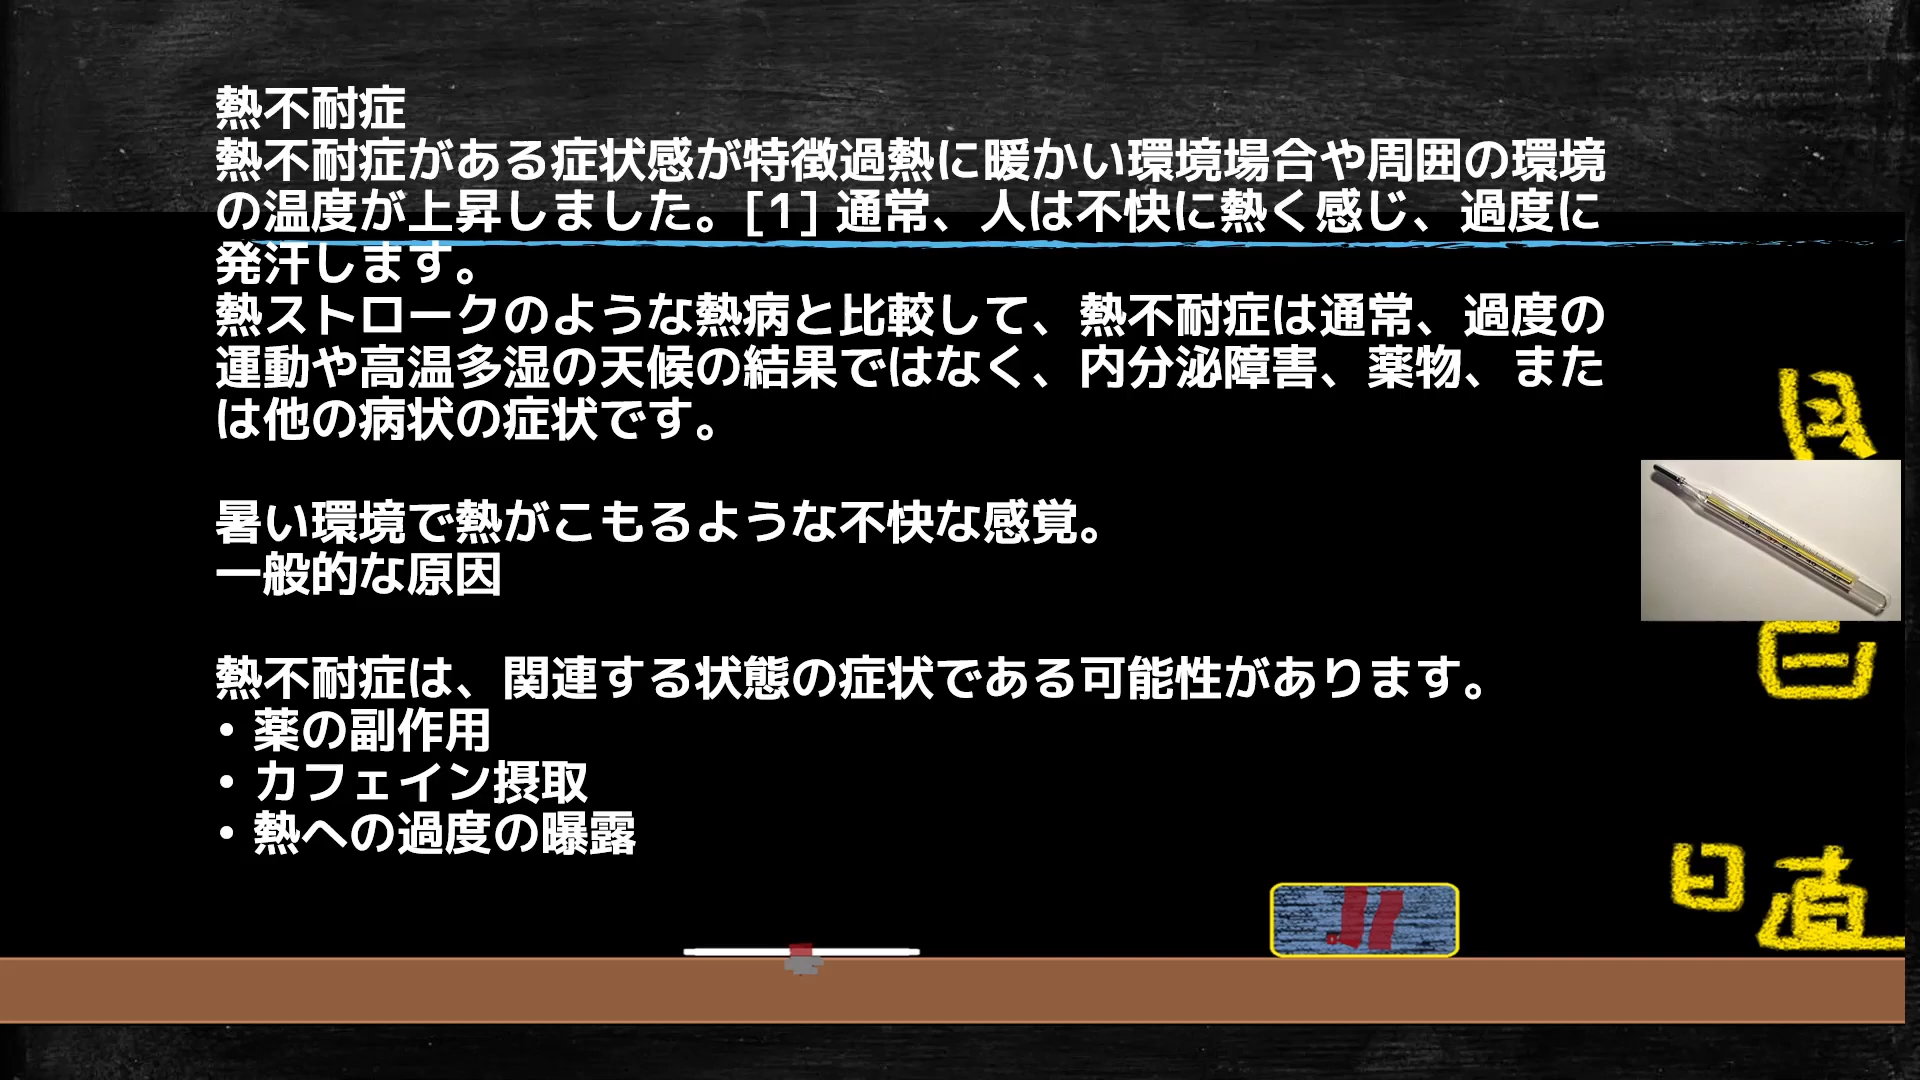 熱不耐症
熱不耐症がある症状感が特徴過熱に暖かい環境場合や周囲の環境
の温度が上昇しました。[1] 通常、人は不快に熱く感じ、過度に
発汗します。
熱ストロークのような熱病と比較して、熱不耐症は通常、過度の
運動や高温多湿の天候の結果ではなく、内分泌障害、薬物、また
は他の病状の症状です。
暑い環境で熱がこもるような不快な感覚。
一般的な原因
熱不耐症は、関連する状態の症状である可能性があります。
• 薬の副作用
• カフェイン摂取
• 熱への過度の曝露
日直